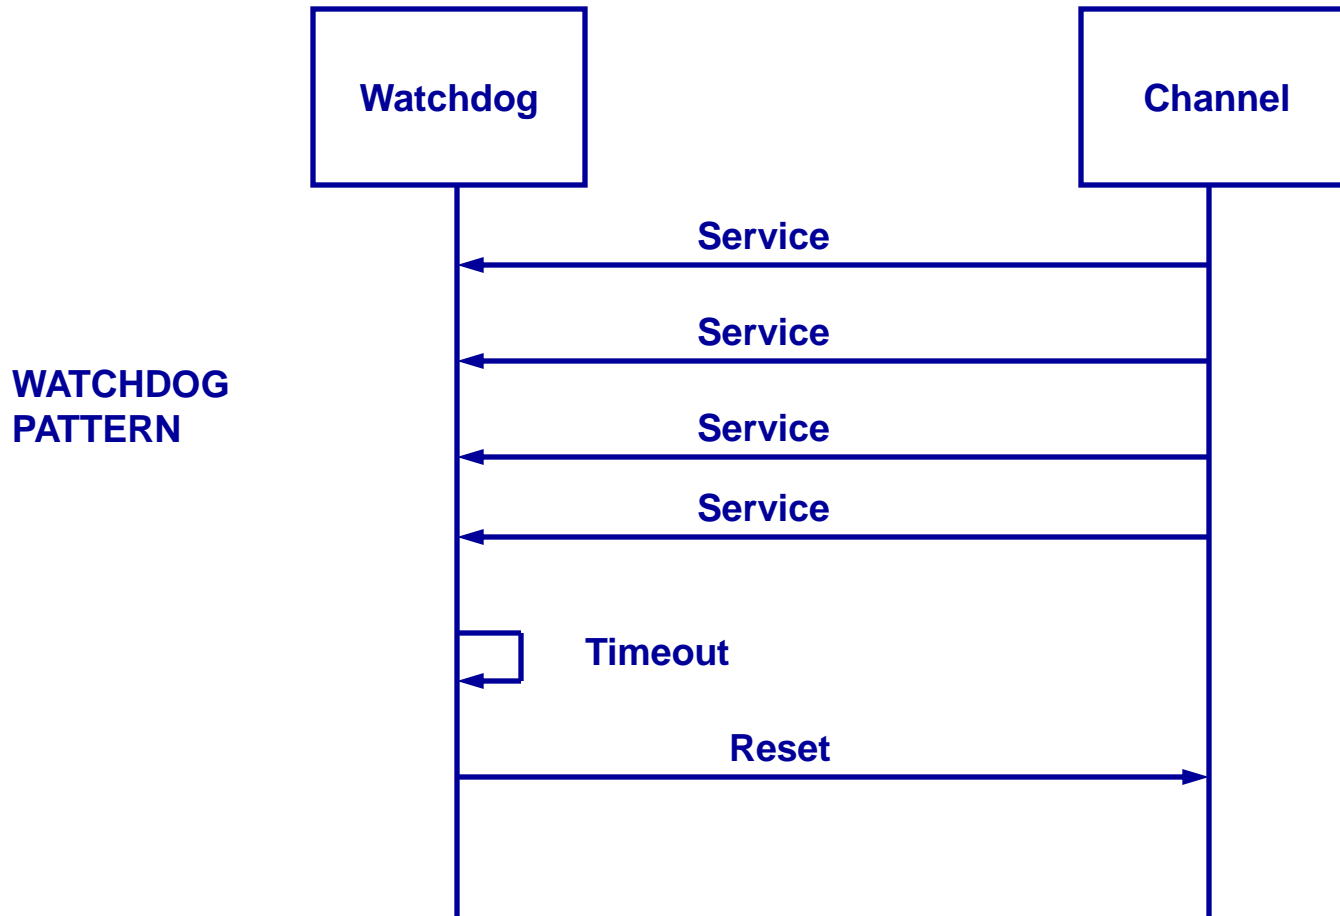 Watchdog
Channel
Service
Service
WATCHDOG
PATTERN
Service
Service
Timeout
Reset